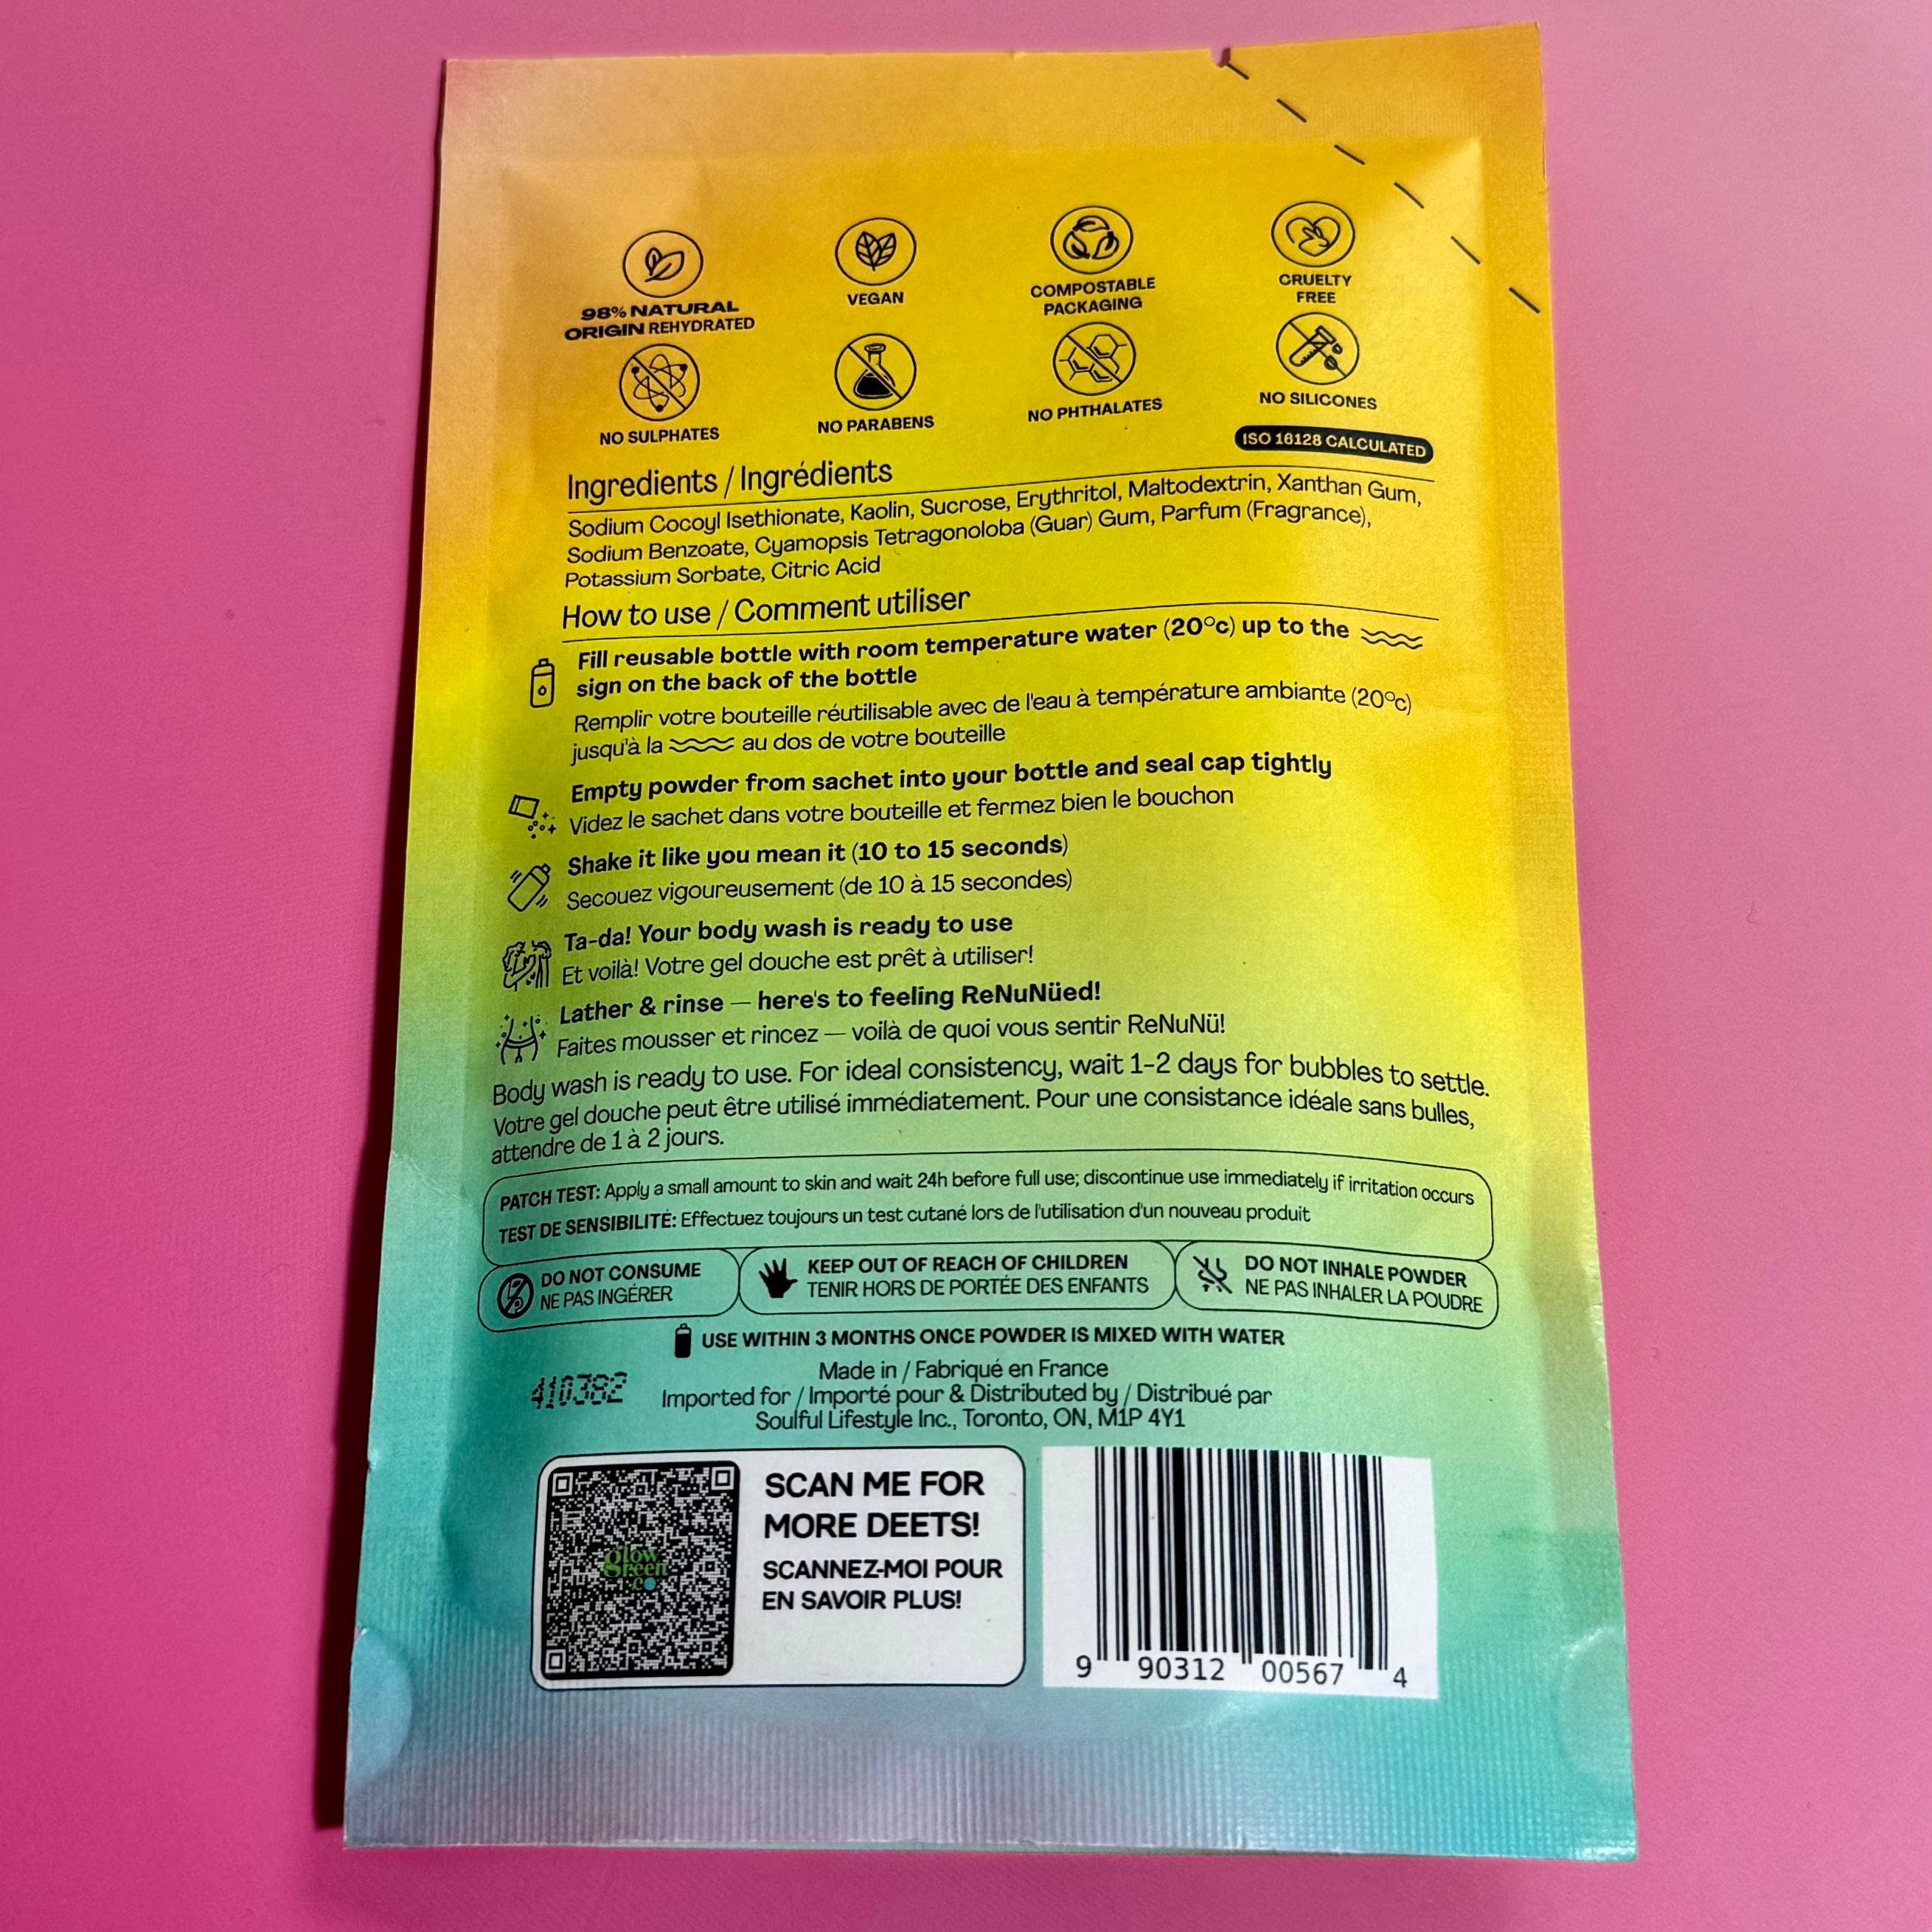 98% NATURAL
ORIGIN REHYDRATED
VEGAN
COMPOSTABLE
PACKAGING
CRUELTY
FREE
NO SULPHATES
NO PARABENS
NO PHTHALATES
NO SILICONES
ISO 16128 CALCULATED
Ingredients / Ingrédients
Sodium Cocoyl Isethionate, Kaolin, Sucrose, Erythritol, Maltodextrin, Xanthan Gum,
Sodium Benzoate, Cyamopsis Tetragonoloba (Guar) Gum, Parfum (Fragrance),
Potassium Sorbate, Citric Acid
How to use / Comment utiliser
Fill reusable bottle with room temperature water (20°c) up to the
sign on the back of the bottle
Remplir votre bouteille réutilisable avec de l'eau à température ambiante (20°c)
jusqu'à la au dos de votre bouteille
Empty powder from sachet into your bottle and seal cap tightly
Videz le sachet dans votre bouteille et fermez bien le bouchon
Shake it like you mean it (10 to 15 seconds)
Secouez vigoureusement (de 10 à 15 secondes)
Ta-da! Your body wash is ready to use
Et voilà! Votre gel douche est prêt à utiliser!
Lather & rinse — here's to feeling ReNuNüed!
Faites mousser et rincez — voilà de quoi vous sentir ReNuNü!
Body wash is ready to use. For ideal consistency, wait 1-2 days for bubbles to settle.
Votre gel douche peut être utilisé immédiatement. Pour une consistance idéale sans bulles,
attendre de 1 à 2 jours.
PATCH TEST: Apply a small amount to skin and wait 24h before full use; discontinue use immediately if irritation occurs
TEST DE SENSIBILITÉ: Effectuez toujours un test cutané lors de l'utilisation d'un nouveau produit
DO NOT CONSUME
NE PAS INGÉRER
KEEP OUT OF REACH OF CHILDREN
TENIR HORS DE PORTÉE DES ENFANTS
DO NOT INHALE POWDER
NE PAS INHALER LA POUDRE
USE WITHIN 3 MONTHS ONCE POWDER IS MIXED WITH WATER
410382
Made in / Fabriqué en France
Imported for / Importé pour & Distributed by / Distribué par
Soulful Lifestyle Inc., Toronto, ON, M1P 4Y1
glow
green
.co
SCAN ME FOR
MORE DEETS!
SCANNEZ-MOI POUR
EN SAVOIR PLUS!
9 90312 00567 4